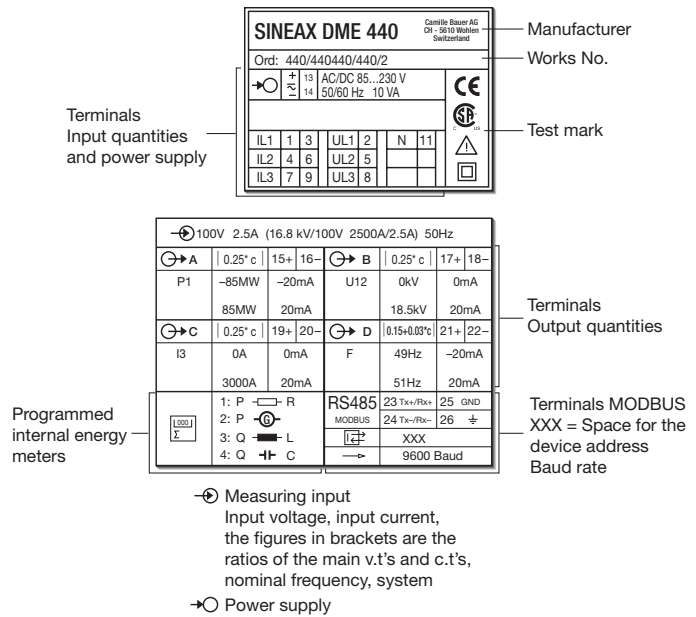 SINEAX DME 440
Camille Bauer AG
CH - 5610 Wohlen
Switzerland
Manufacturer
Ord: 440/440440/440/2
Works No.
+ 13 AC/DC 85...230 V
– 14 50/60 Hz 10 VA
CE
Terminals
Input quantities
and power supply
C US
Test mark
IL1 1 3 UL1 2 N 11
IL2 4 6 UL2 5
IL3 7 9 UL3 8
100V 2.5A (16.8 kV/100V 2500A/2.5A) 50Hz
A | 0.25* c | 15+ 16– B | 0.25* c | 17+ 18–
P1 –85MW –20mA U12 0kV 0mA
85MW 20mA 18.5kV 20mA
Terminals
Output quantities
C | 0.25* c | 19+ 20– D |0.15+0.03*c| 21+ 22–
I3 0A 0mA F 49Hz –20mA
3000A 20mA 51Hz 20mA
Programmed
internal energy
meters
000
Σ
1: P R
2: P G
3: Q L
4: Q C
RS485 23 Tx+/Rx+ 25 GND
MODBUS 24 Tx–/Rx– 26
XXX
9600 Baud
Terminals MODBUS
XXX = Space for the
device address
Baud rate
Measuring input
Input voltage, input current,
the figures in brackets are the
ratios of the main v.t's and c.t's,
nominal frequency, system
Power supply